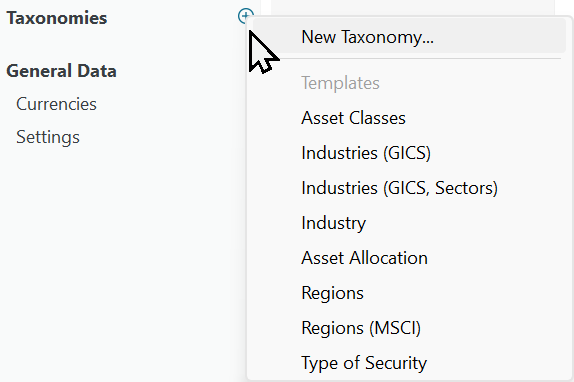 Taxonomies
General Data
Currencies
Settings
New Taxonomy...
Templates
Asset Classes
Industries (GICS)
Industries (GICS, Sectors)
Industry
Asset Allocation
Regions
Regions (MSCI)
Type of Security